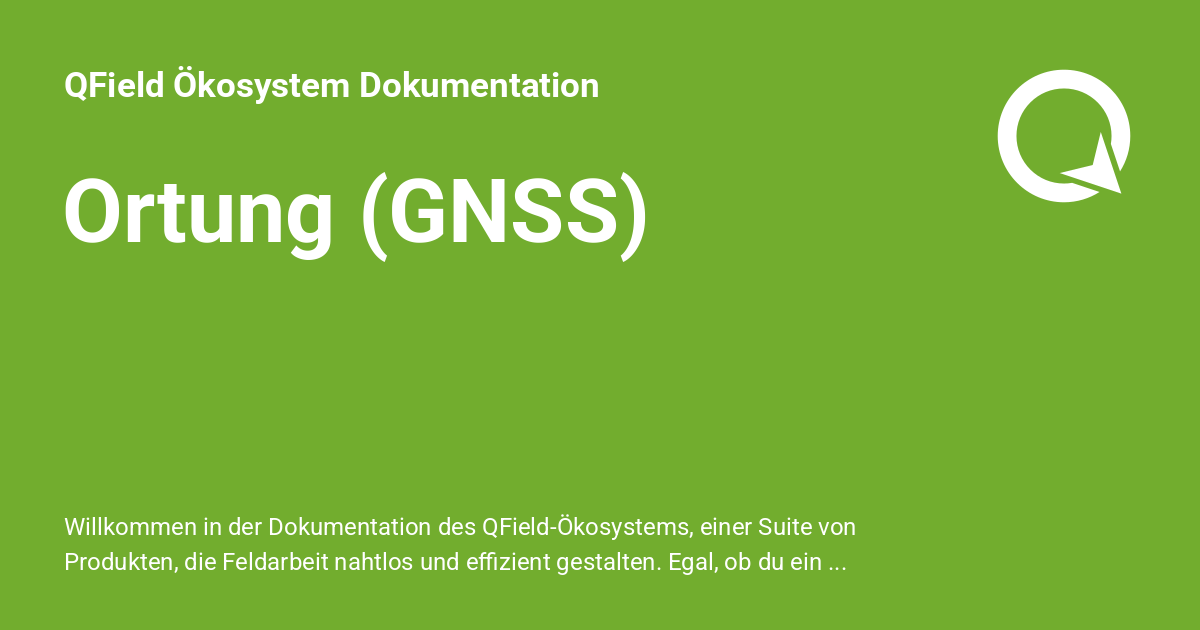 QField Ökosystem Dokumentation
Ortung (GNSS)
Willkommen in der Dokumentation des QField-Ökosystems, einer Suite von
Produkten, die Feldarbeit nahtlos und effizient gestalten. Egal, ob du ein ...